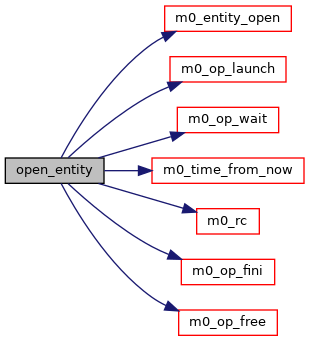 m0_entity_open
m0_op_launch
m0_op_wait
open_entity
m0_time_from_now
m0_rc
m0_op_fini
m0_op_free